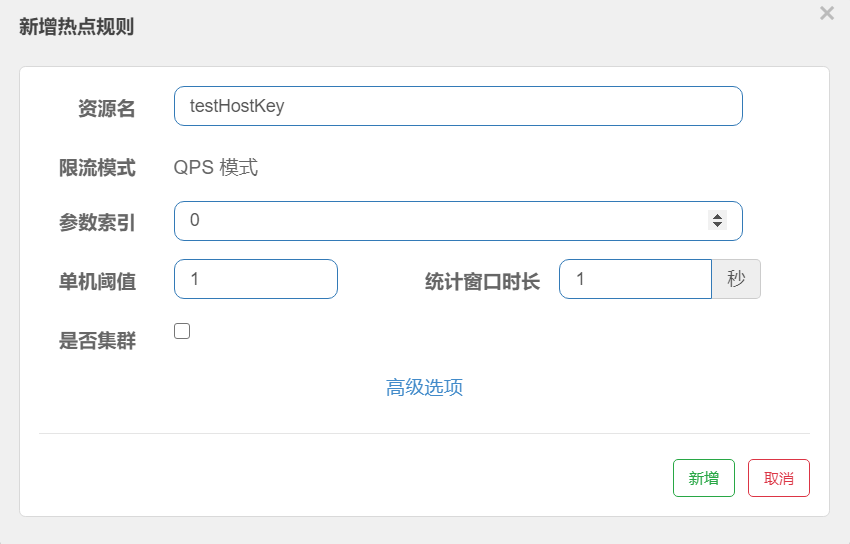 新增热点规则
×
资源名 testHostKey
限流模式 QPS 模式
参数索引 0
单机阈值 1 统计窗口时长 1 秒
是否集群
高级选项
新增 取消